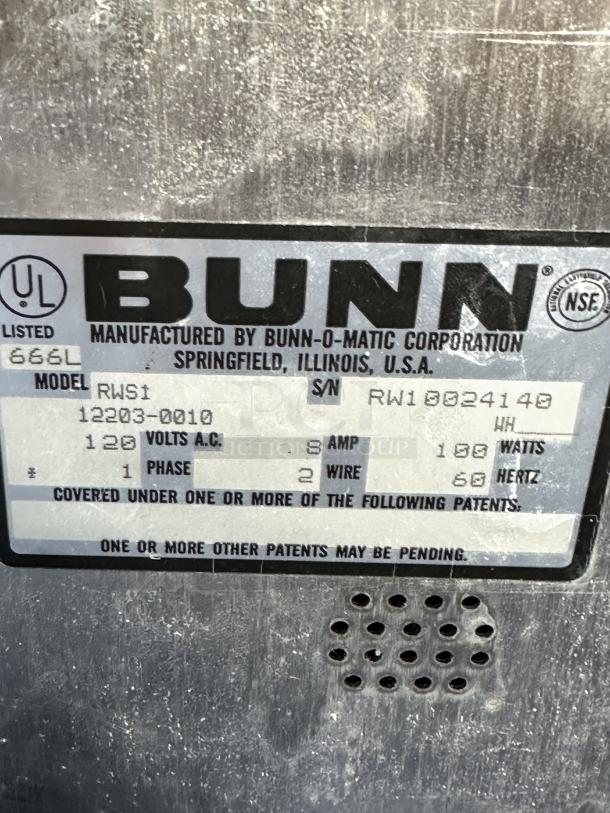 UL
LISTED
666L
BUNN®
NSF.
MANUFACTURED BY BUNN-O-MATIC CORPORATION
SPRINGFIELD, ILLINOIS, U.S.A.
MODEL RWS1 S/N RW10024140
12203-0010 WH
120 VOLTS A.C. .8 AMP 100 WATTS
* 1 PHASE 2 WIRE 60 HERTZ
COVERED UNDER ONE OR MORE OF THE FOLLOWING PATENTS:
ONE OR MORE OTHER PATENTS MAY BE PENDING.